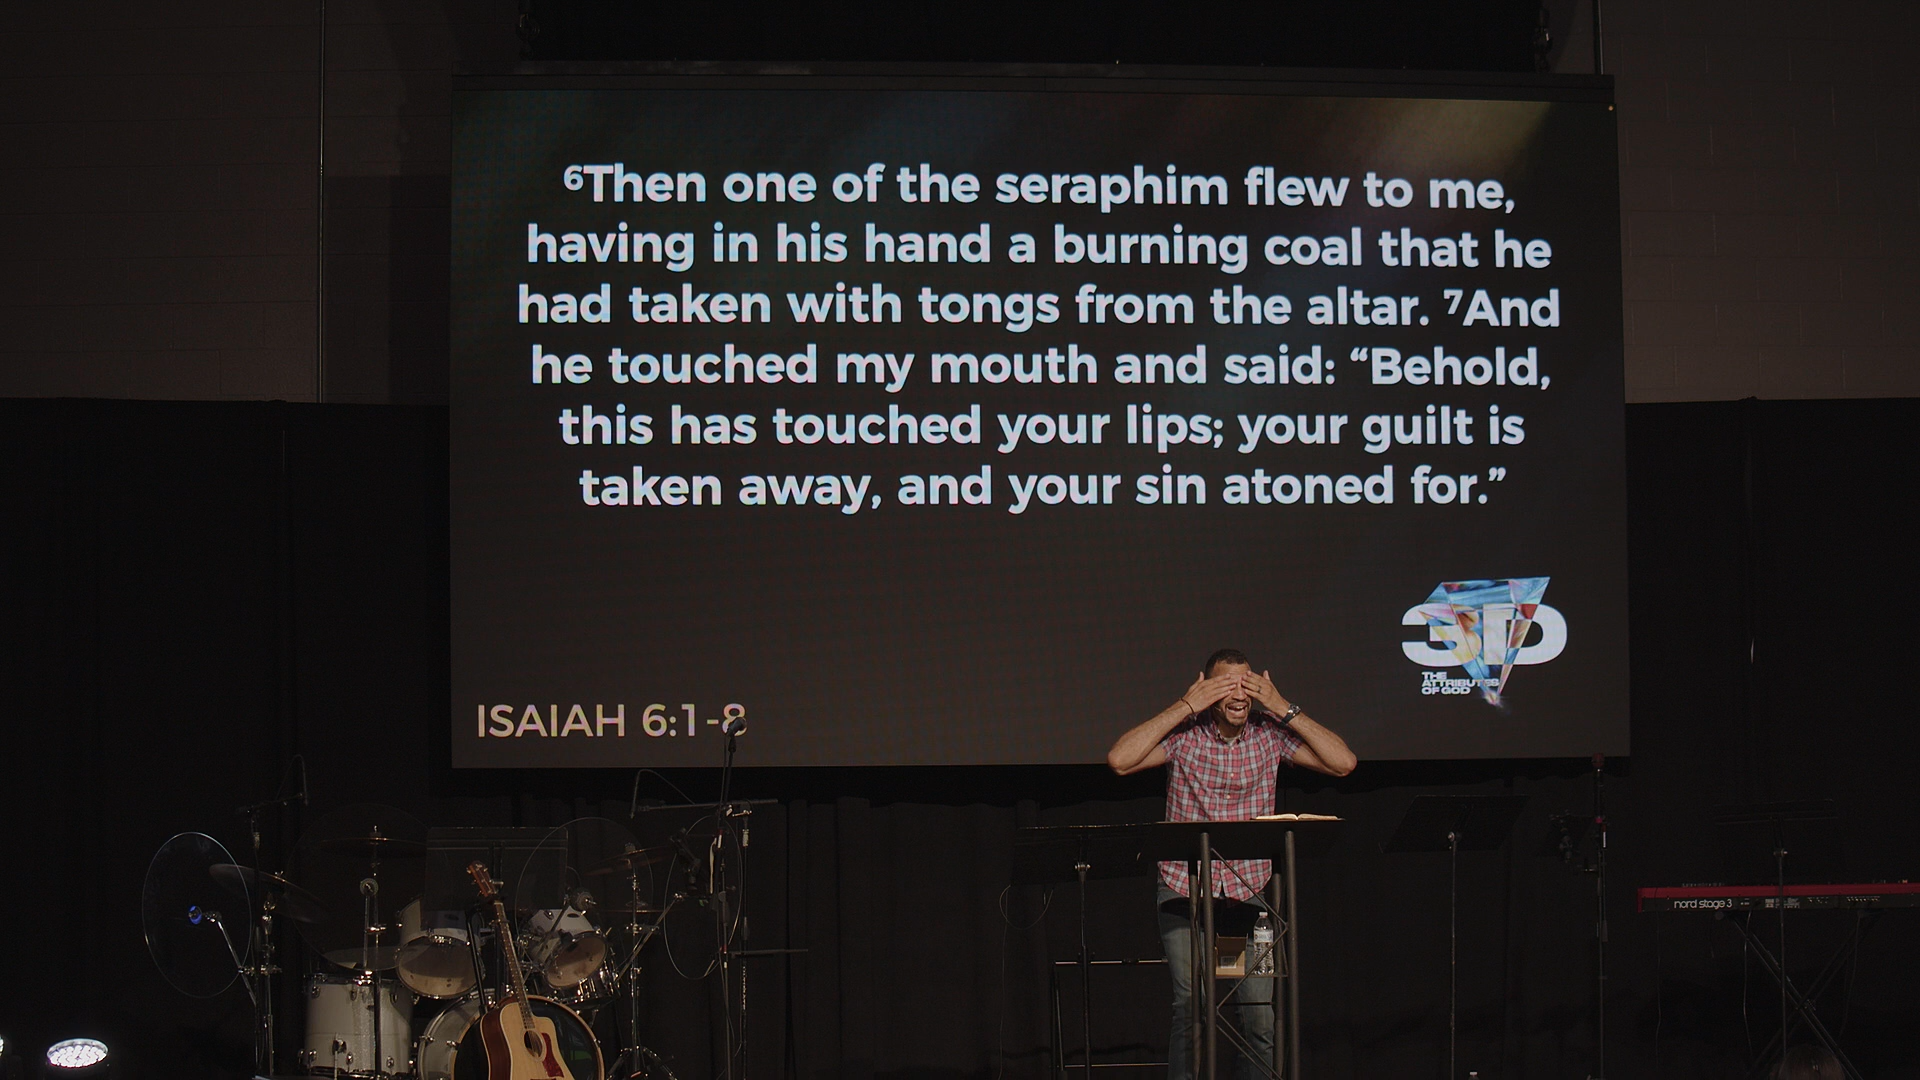 ⁶Then one of the seraphim flew to me,
having in his hand a burning coal that he
had taken with tongs from the altar. ⁷And
he touched my mouth and said: “Behold,
this has touched your lips; your guilt is
taken away, and your sin atoned for.”
3D
THE
ATTRIBUTES
OF GOD
ISAIAH 6:1-8
nord stage 3